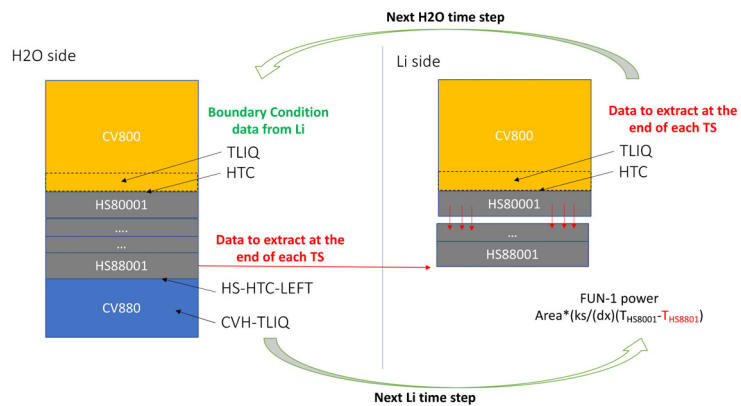 Next H2O time step
H2O side
Li side
CV800
Boundary Condition
data from Li
TLIQ
HTC
HS80001
....
...
HS88001
Data to extract at the
end of each TS
HS-HTC-LEFT
CV880
CVH-TLIQ
CV800
Data to extract at the
end of each TS
TLIQ
HTC
HS80001
...
HS88001
FUN-1 power
Area*(ks/(dx)(THS8001-THS8801)
Next Li time step